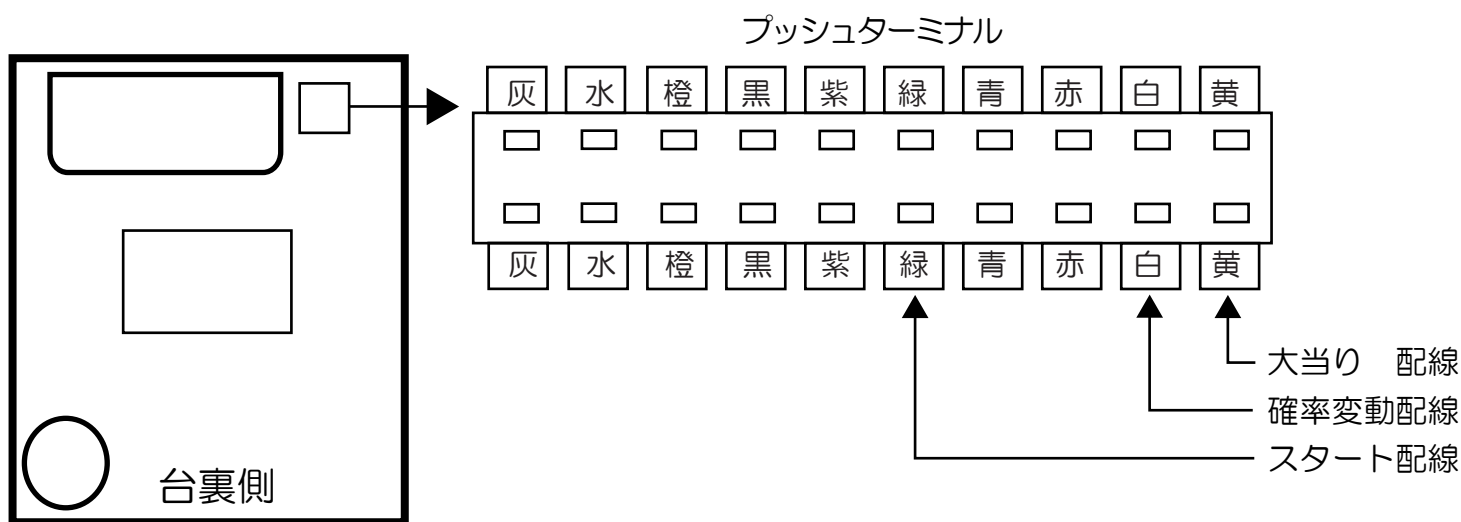 プッシュターミナル
灰 水 橙 黒 紫 緑 青 赤 白 黄
灰 水 橙 黒 紫 緑 青 赤 白 黄
大当り　配線
確率変動配線
スタート配線
台裏側